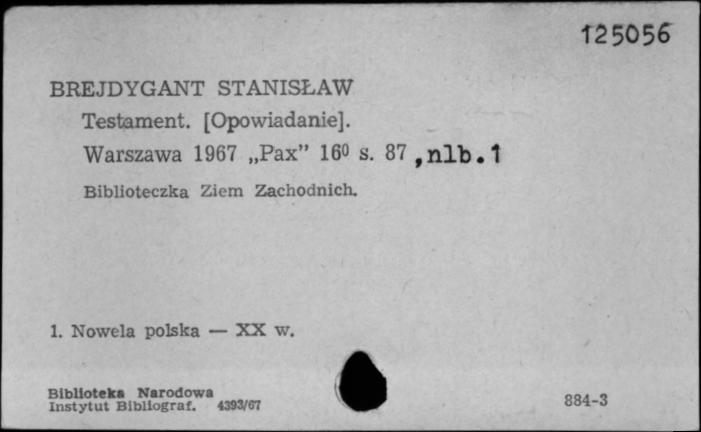 125056
BREJDYGANT STANISŁAW
Testament. [Opowiadanie].
Warszawa 1967 „Pax” 16⁰ s. 87 , nlb. 1
Biblioteczka Ziem Zachodnich.
1. Nowela polska — XX w.
Biblioteka Narodowa
Instytut Bibliograf. 4393/67
884-3